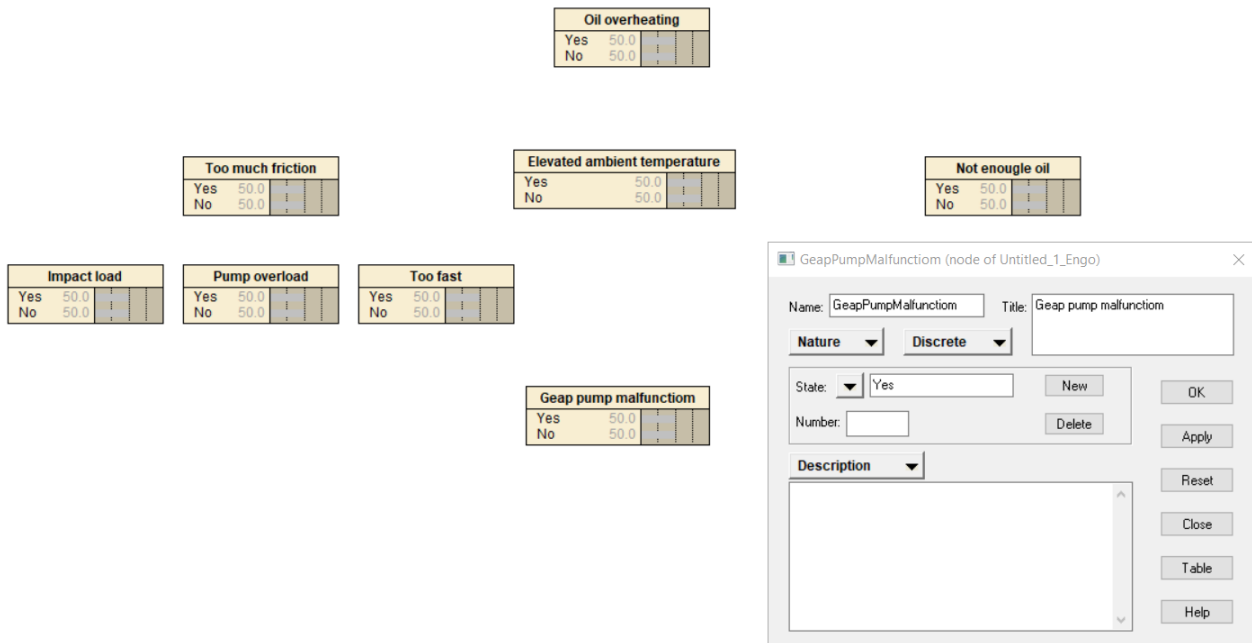 Oil overheating
Yes 50.0
No 50.0
Too much friction
Yes 50.0
No 50.0
Elevated ambient temperature
Yes 50.0
No 50.0
Not enougle oil
Yes 50.0
No 50.0
Impact load
Yes 50.0
No 50.0
Pump overload
Yes 50.0
No 50.0
Too fast
Yes 50.0
No 50.0
Geap pump malfunctiom
Yes 50.0
No 50.0
GeapPumpMalfunctiom (node of Untitled_1_Engo)
Name: GeapPumpMalfunctiom Title: Geap pump malfunctiom
Nature Discrete
State: Yes New
Number: Delete
Description
OK
Apply
Reset
Close
Table
Help